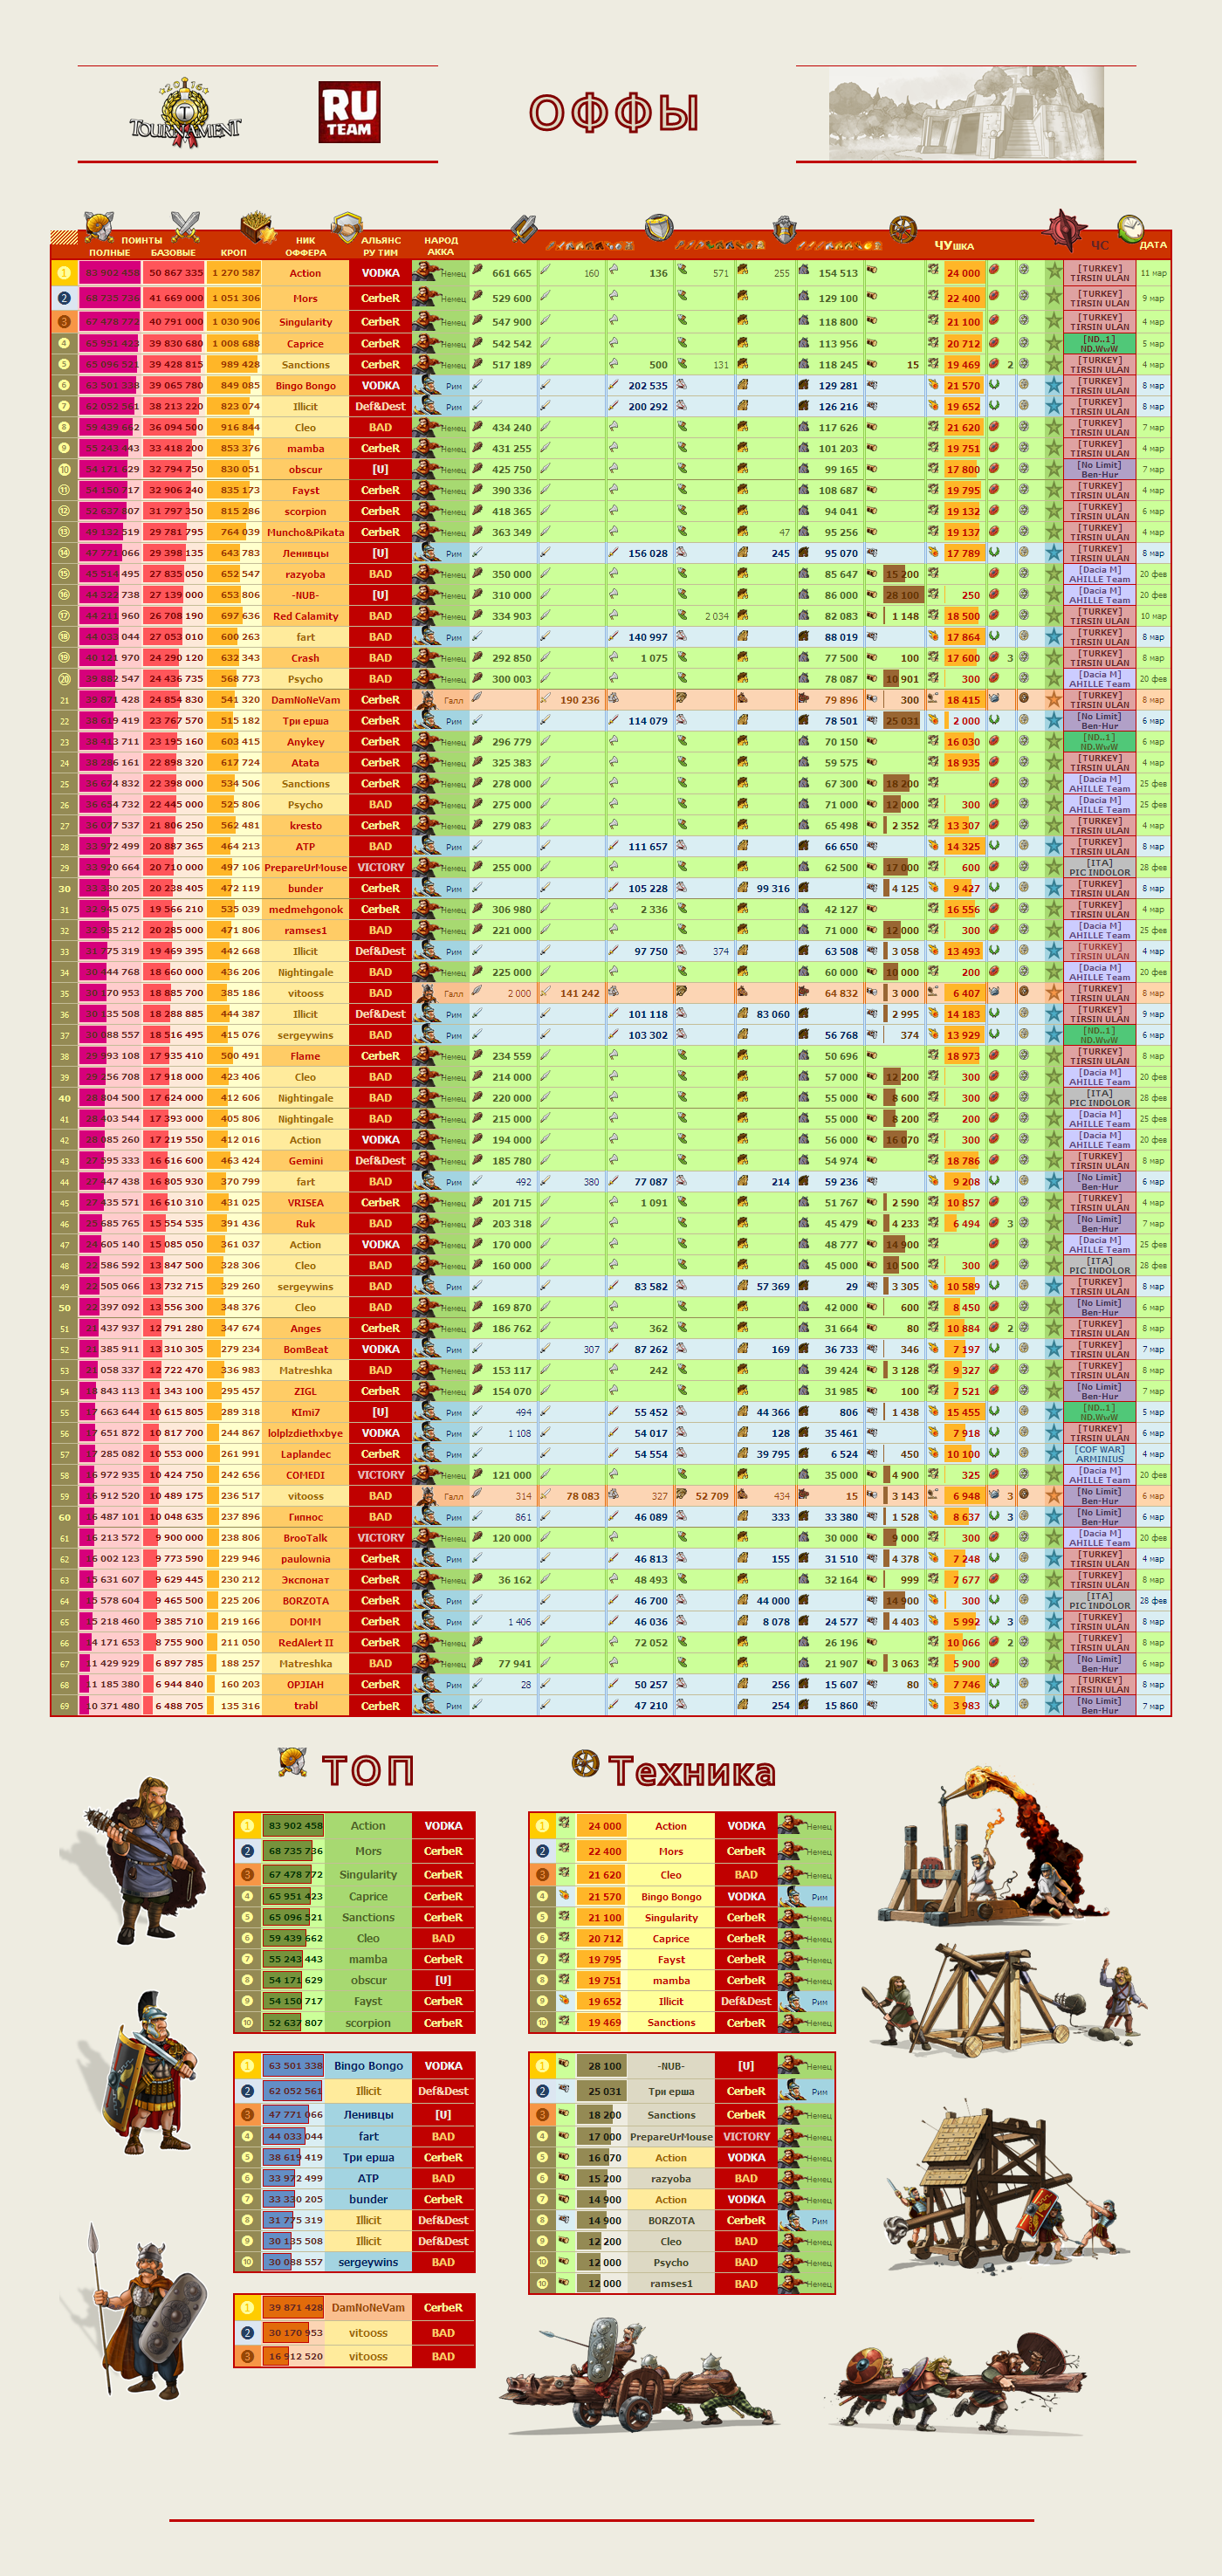 2016
TOURNAMENT
RU
TEAM
ОФФЫ
ПОИНТЫ
ПОЛНЫЕ БАЗОВЫЕ КРОП НИК ОФФЕРА АЛЬЯНС РУ ТИМ НАРОД АККА ЧУшка ЧС ДАТА
1 83 902 458 50 867 335 1 270 587 Action VODKA Немец 661 665 160 136 571 255 154 513 24 000 [TURKEY] TIRSIN ULAN 11 мар
2 68 735 736 41 669 000 1 051 306 Mors CerbeR Немец 529 600 129 100 22 400 [TURKEY] TIRSIN ULAN 9 мар
3 67 478 772 40 791 000 1 030 906 Singularity CerbeR Немец 547 900 118 800 21 100 [TURKEY] TIRSIN ULAN 4 мар
4 65 951 423 39 830 680 1 008 688 Caprice CerbeR Немец 542 542 113 956 20 712 [ND..1] ND.WwW 5 мар
5 65 096 521 39 428 815 989 428 Sanctions CerbeR Немец 517 189 500 131 118 245 15 19 469 2 [TURKEY] TIRSIN ULAN 4 мар
6 63 501 338 39 065 780 849 085 Bingo Bongo VODKA Рим 202 535 129 281 21 570 [TURKEY] TIRSIN ULAN 8 мар
7 62 052 561 38 213 220 823 074 Illicit Def&Dest Рим 200 292 126 216 19 652 [TURKEY] TIRSIN ULAN 8 мар
8 59 439 662 36 094 500 916 844 Cleo BAD Немец 434 240 117 626 21 620 [TURKEY] TIRSIN ULAN 7 мар
9 55 243 443 33 418 200 853 376 mamba CerbeR Немец 431 255 101 203 19 751 [TURKEY] TIRSIN ULAN 4 мар
10 54 171 629 32 794 750 830 051 obscur [U] Немец 425 750 99 165 17 800 [No Limit] Ben-Hur 7 мар
11 54 150 717 32 906 240 835 173 Fayst CerbeR Немец 390 336 108 687 19 795 [TURKEY] TIRSIN ULAN 4 мар
12 52 637 807 31 797 350 815 286 scorpion CerbeR Немец 418 365 94 041 19 132 [TURKEY] TIRSIN ULAN 6 мар
13 49 132 519 29 781 795 764 039 Muncho&Pikata CerbeR Немец 363 349 47 95 256 19 137 [TURKEY] TIRSIN ULAN 4 мар
14 47 771 066 29 398 135 643 783 Ленивцы [U] Рим 156 028 245 95 070 17 789 [TURKEY] TIRSIN ULAN 8 мар
15 45 514 495 27 835 050 652 547 razyoba BAD Немец 350 000 85 647 15 200 [Dacia M] AHILLE Team 20 фев
16 44 322 738 27 139 000 653 806 -NUB- [U] Немец 310 000 86 000 28 100 250 [Dacia M] AHILLE Team 20 фев
17 44 211 960 26 708 190 697 636 Red Calamity BAD Немец 334 903 2 034 82 083 1 148 18 500 [TURKEY] TIRSIN ULAN 10 мар
18 44 033 044 27 053 010 600 263 fart BAD Рим 140 997 88 019 17 864 [TURKEY] TIRSIN ULAN 8 мар
19 40 121 970 24 290 120 632 343 Crash BAD Немец 292 850 1 075 77 500 100 17 600 3 [TURKEY] TIRSIN ULAN 8 мар
20 39 882 547 24 436 735 568 773 Psycho BAD Немец 300 003 78 087 10 901 300 [Dacia M] AHILLE Team 20 фев
21 39 871 428 24 854 830 541 320 DamNoNeVam CerbeR Галл 190 236 79 896 300 18 415 [TURKEY] TIRSIN ULAN 8 мар
22 38 619 419 23 767 570 515 182 Три ерша CerbeR Рим 114 079 78 501 25 031 2 000 [No Limit] Ben-Hur 6 мар
23 38 413 711 23 195 160 603 415 Anykey CerbeR Немец 296 779 70 150 16 030 [ND..1] ND.WwW 6 мар
24 38 286 161 22 898 320 617 724 Atata CerbeR Немец 325 383 59 575 18 935 [TURKEY] TIRSIN ULAN 4 мар
25 36 674 832 22 398 000 534 506 Sanctions CerbeR Немец 278 000 67 300 18 200 [Dacia M] AHILLE Team 25 фев
26 36 654 732 22 445 000 525 806 Psycho BAD Немец 275 000 71 000 12 000 300 [Dacia M] AHILLE Team 25 фев
27 36 077 537 21 806 250 562 481 kresto CerbeR Немец 279 083 65 498 2 352 13 307 [TURKEY] TIRSIN ULAN 4 мар
28 33 972 499 20 887 365 464 213 ATP BAD Рим 111 657 66 650 14 325 [TURKEY] TIRSIN ULAN 8 мар
29 33 920 664 20 710 000 497 106 PrepareUrMouse VICTORY Немец 255 000 62 500 17 000 600 [ITA] PIC INDOLOR 28 фев
30 33 330 205 20 238 405 472 119 bunder CerbeR Рим 105 228 99 316 4 125 9 427 [TURKEY] TIRSIN ULAN 8 мар
31 32 945 075 19 566 210 535 039 medmehgonok CerbeR Немец 306 980 2 336 42 127 16 556 [TURKEY] TIRSIN ULAN 4 мар
32 32 935 212 20 285 000 471 806 ramses1 CerbeR Немец 221 000 71 000 12 000 300 [Dacia M] AHILLE Team 25 фев
33 31 775 319 19 469 395 442 668 Illicit Def&Dest Рим 97 750 374 63 508 3 058 13 493 [TURKEY] TIRSIN ULAN 4 мар
34 30 444 768 18 660 000 436 206 Nightingale BAD Немец 225 000 60 000 10 000 200 [Dacia M] AHILLE Team 20 фев
35 30 170 953 18 885 700 385 186 vitooss BAD Галл 2 000 141 242 64 832 3 000 6 407 [TURKEY] TIRSIN ULAN 8 мар
36 30 135 508 18 288 885 444 387 Illicit Def&Dest Рим 101 118 83 060 2 995 14 183 [TURKEY] TIRSIN ULAN 9 мар
37 30 088 557 18 516 495 415 076 sergeywins BAD Рим 103 302 56 768 374 13 929 [ND..1] ND.WwW 6 мар
38 29 993 108 17 935 410 500 491 Flame CerbeR Немец 234 559 50 696 18 973 [TURKEY] TIRSIN ULAN 8 мар
39 29 256 708 17 918 000 423 406 Cleo BAD Немец 214 000 57 000 12 200 300 [Dacia M] AHILLE Team 20 фев
40 28 804 500 17 624 000 412 606 Nightingale BAD Немец 220 000 55 000 8 600 300 [ITA] PIC INDOLOR 28 фев
41 28 403 544 17 393 000 405 806 Nightingale BAD Немец 215 000 55 000 8 200 200 [Dacia M] AHILLE Team 25 фев
42 28 085 260 17 219 550 412 016 Action VODKA Немец 194 000 56 000 16 070 300 [Dacia M] AHILLE Team 20 фев
43 27 595 333 16 616 600 463 424 Gemini Def&Dest Немец 185 780 54 974 18 786 [TURKEY] TIRSIN ULAN 8 мар
44 27 447 438 16 805 930 370 799 fart BAD Рим 492 380 77 087 214 59 236 9 208 [No Limit] Ben-Hur 6 мар
45 27 435 571 16 610 310 431 025 VRISEA CerbeR Немец 201 715 1 091 51 767 2 590 10 857 [TURKEY] TIRSIN ULAN 4 мар
46 25 685 765 15 554 535 391 436 Ruk BAD Немец 203 318 45 479 4 233 6 494 3 [No Limit] Ben-Hur 7 мар
47 24 605 140 15 085 050 361 037 Action VODKA Немец 170 000 48 777 14 900 [Dacia M] AHILLE Team 25 фев
48 22 586 592 13 847 500 328 306 Cleo BAD Немец 160 000 45 000 10 500 300 [ITA] PIC INDOLOR 28 фев
49 22 505 066 13 732 715 329 260 sergeywins BAD Рим 83 582 57 369 29 3 305 10 589 [TURKEY] TIRSIN ULAN 8 мар
50 22 397 092 13 556 300 348 376 Cleo BAD Немец 169 870 42 000 600 8 450 [No Limit] Ben-Hur 6 мар
51 21 437 937 12 791 280 347 674 Anges CerbeR Немец 186 762 362 31 664 80 10 884 2 [TURKEY] TIRSIN ULAN 8 мар
52 21 385 911 13 310 305 279 234 BomBeat VODKA Рим 307 87 262 169 36 733 346 7 197 [TURKEY] TIRSIN ULAN 7 мар
53 21 058 337 12 722 470 336 983 Matreshka BAD Немец 153 117 242 39 424 3 128 9 327 [TURKEY] TIRSIN ULAN 8 мар
54 18 843 113 11 343 100 295 457 ZIGL CerbeR Немец 154 070 31 985 100 7 521 [No Limit] Ben-Hur 7 мар
55 17 663 644 10 615 805 289 318 KImi7 [U] Рим 494 55 452 44 366 806 1 438 15 455 [ND..1] ND.WwW 5 мар
56 17 651 872 10 817 700 244 867 lolplzdiethxbye VODKA Рим 1 108 54 017 128 35 461 7 918 [TURKEY] TIRSIN ULAN 6 мар
57 17 285 082 10 553 000 261 991 Laplandec CerbeR Рим 54 554 39 795 6 524 450 10 100 [COF WAR] ARMINIUS 4 мар
58 16 972 935 10 424 750 242 656 COMEDI VICTORY Немец 121 000 35 000 4 900 325 [Dacia M] AHILLE Team 20 фев
59 16 912 520 10 489 175 236 517 vitooss BAD Галл 314 78 083 327 52 709 434 15 3 143 6 948 3 [No Limit] Ben-Hur 6 мар
60 16 487 101 10 048 635 237 896 Гипнос BAD Рим 861 46 089 333 33 380 1 528 8 637 3 [No Limit] Ben-Hur 6 мар
61 16 213 572 9 900 000 238 806 BrooTalk VICTORY Немец 120 000 30 000 9 000 300 [Dacia M] AHILLE Team 20 фев
62 16 002 123 9 773 590 229 946 paulownia CerbeR Рим 46 813 155 31 510 4 378 7 248 [TURKEY] TIRSIN ULAN 4 мар
63 15 631 607 9 629 445 230 212 Экспонат CerbeR Немец 36 162 48 493 32 164 999 7 677 [TURKEY] TIRSIN ULAN 8 мар
64 15 578 604 9 465 500 225 206 BORZOTA CerbeR Рим 46 700 44 000 14 900 300 [ITA] PIC INDOLOR 28 фев
65 15 218 460 9 385 710 219 166 DOMM CerbeR Рим 1 406 46 036 8 078 24 577 4 403 5 992 3 [TURKEY] TIRSIN ULAN 8 мар
66 14 171 653 8 755 900 211 050 RedAlert II CerbeR Немец 72 052 26 196 10 066 2 [TURKEY] TIRSIN ULAN 8 мар
67 11 429 929 6 897 785 188 257 Matreshka BAD Немец 77 941 21 907 3 063 5 900 [No Limit] Ben-Hur 6 мар
68 11 185 380 6 944 840 160 203 OPJIAH CerbeR Рим 28 50 257 256 15 607 80 7 746 [TURKEY] TIRSIN ULAN 8 мар
69 10 371 480 6 488 705 135 316 trabl CerbeR Рим 47 210 254 15 860 3 983 [No Limit] Ben-Hur 7 мар
ТОП
1 83 902 458 Action VODKA
2 68 735 736 Mors CerbeR
3 67 478 772 Singularity CerbeR
4 65 951 423 Caprice CerbeR
5 65 096 521 Sanctions CerbeR
6 59 439 662 Cleo BAD
7 55 243 443 mamba CerbeR
8 54 171 629 obscur [U]
9 54 150 717 Fayst CerbeR
10 52 637 807 scorpion CerbeR
1 63 501 338 Bingo Bongo VODKA
2 62 052 561 Illicit Def&Dest
3 47 771 066 Ленивцы [U]
4 44 033 044 fart BAD
5 38 619 419 Три ерша CerbeR
6 33 972 499 ATP BAD
7 33 330 205 bunder CerbeR
8 31 775 319 Illicit Def&Dest
9 30 135 508 Illicit Def&Dest
10 30 088 557 sergeywins BAD
1 39 871 428 DamNoNeVam CerbeR
2 30 170 953 vitooss BAD
3 16 912 520 vitooss BAD
Техника
1 24 000 Action VODKA Немец
2 22 400 Mors CerbeR Немец
3 21 620 Cleo BAD Немец
4 21 570 Bingo Bongo VODKA Рим
5 21 100 Singularity CerbeR Немец
6 20 712 Caprice CerbeR Немец
7 19 795 Fayst CerbeR Немец
8 19 751 mamba CerbeR Немец
9 19 652 Illicit Def&Dest Рим
10 19 469 Sanctions CerbeR Немец
1 28 100 -NUB- [U] Немец
2 25 031 Три ерша CerbeR Рим
3 18 200 Sanctions CerbeR Немец
4 17 000 PrepareUrMouse VICTORY Немец
5 16 070 Action VODKA Немец
6 15 200 razyoba BAD Немец
7 14 900 Action VODKA Немец
8 14 900 BORZOTA CerbeR Рим
9 12 200 Cleo BAD Немец
10 12 000 Psycho BAD Немец
10 12 000 ramses1 BAD Немец